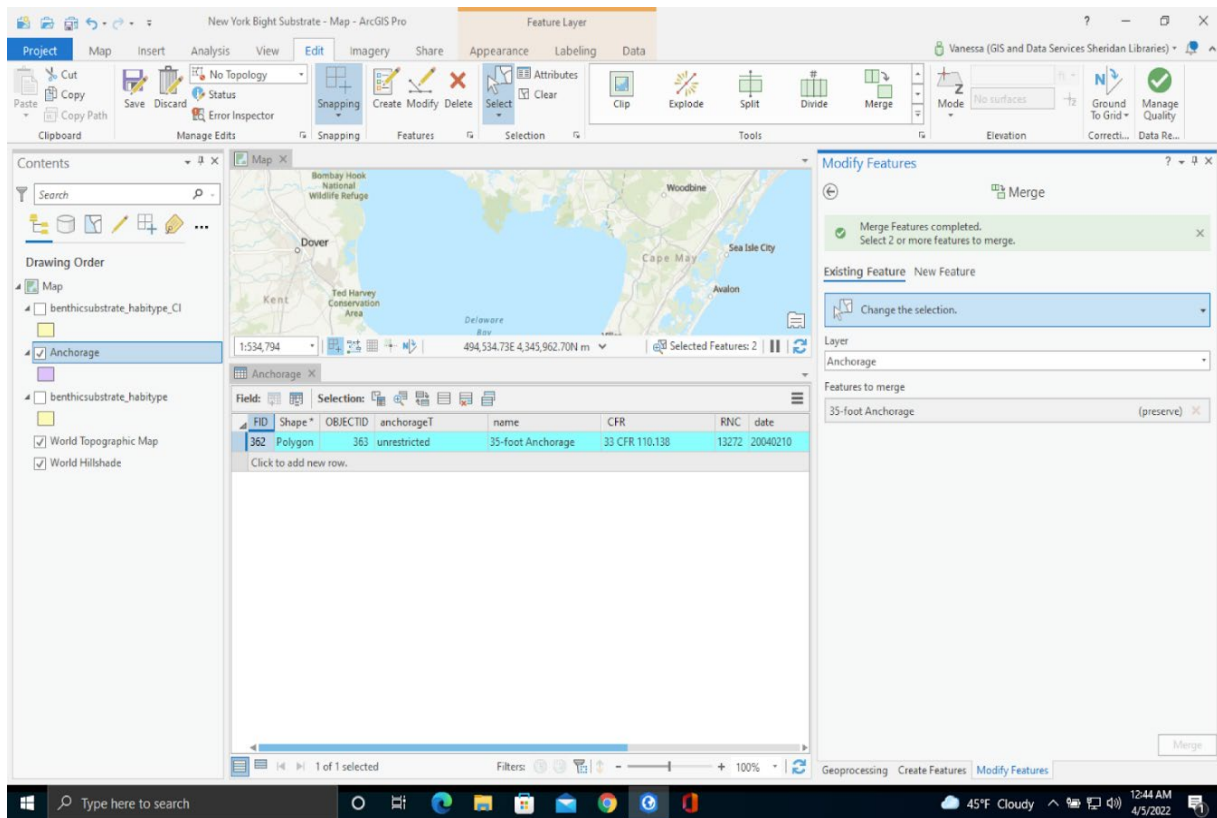 New York Bight Substrate - Map - ArcGIS Pro
Feature Layer
?
Project Map Insert Analysis View Edit Imagery Share Appearance Labeling Data
Vanessa (GIS and Data Services Sheridan Libraries)
Paste
Cut
Copy
Copy Path
Save
Discard
No Topology
Status
Error Inspector
Snapping
Create
Modify
Delete
Select
Attributes
Clear
Clip
Explode
Split
Divide
Merge
Mode
No surfaces
Ground To Grid
Manage Quality
Clipboard
Manage Edits
Snapping
Features
Selection
Tools
Elevation
Correcti...
Data Re...
Contents
Search
Drawing Order
Map
benthicsubstrate_habitype_Cl
Anchorage
benthicsubstrate_habitype
World Topographic Map
World Hillshade
Map
Bombay Hook
National
Wildlife Refuge
Woodbine
Dover
Sea Isle City
Cape May
Avalon
Kent
Ted Harvey
Conservation
Area
Delaware
Bay
1:534,794
494,534.73E 4,345,962.70N m
Selected Features: 2
Anchorage
Field:
Selection:
FID Shape * OBJECTID anchorageT name CFR RNC date
362 Polygon 363 unrestricted 35-foot Anchorage 33 CFR 110.138 13272 20040210
Click to add new row.
1 of 1 selected
Filters:
- + 100%
Modify Features
?
Merge
Merge Features completed.
Select 2 or more features to merge.
Existing Feature New Feature
Change the selection.
Layer
Anchorage
Features to merge
35-foot Anchorage (preserve)
Merge
Geoprocessing Create Features Modify Features
Type here to search
45°F Cloudy
12:44 AM
4/5/2022